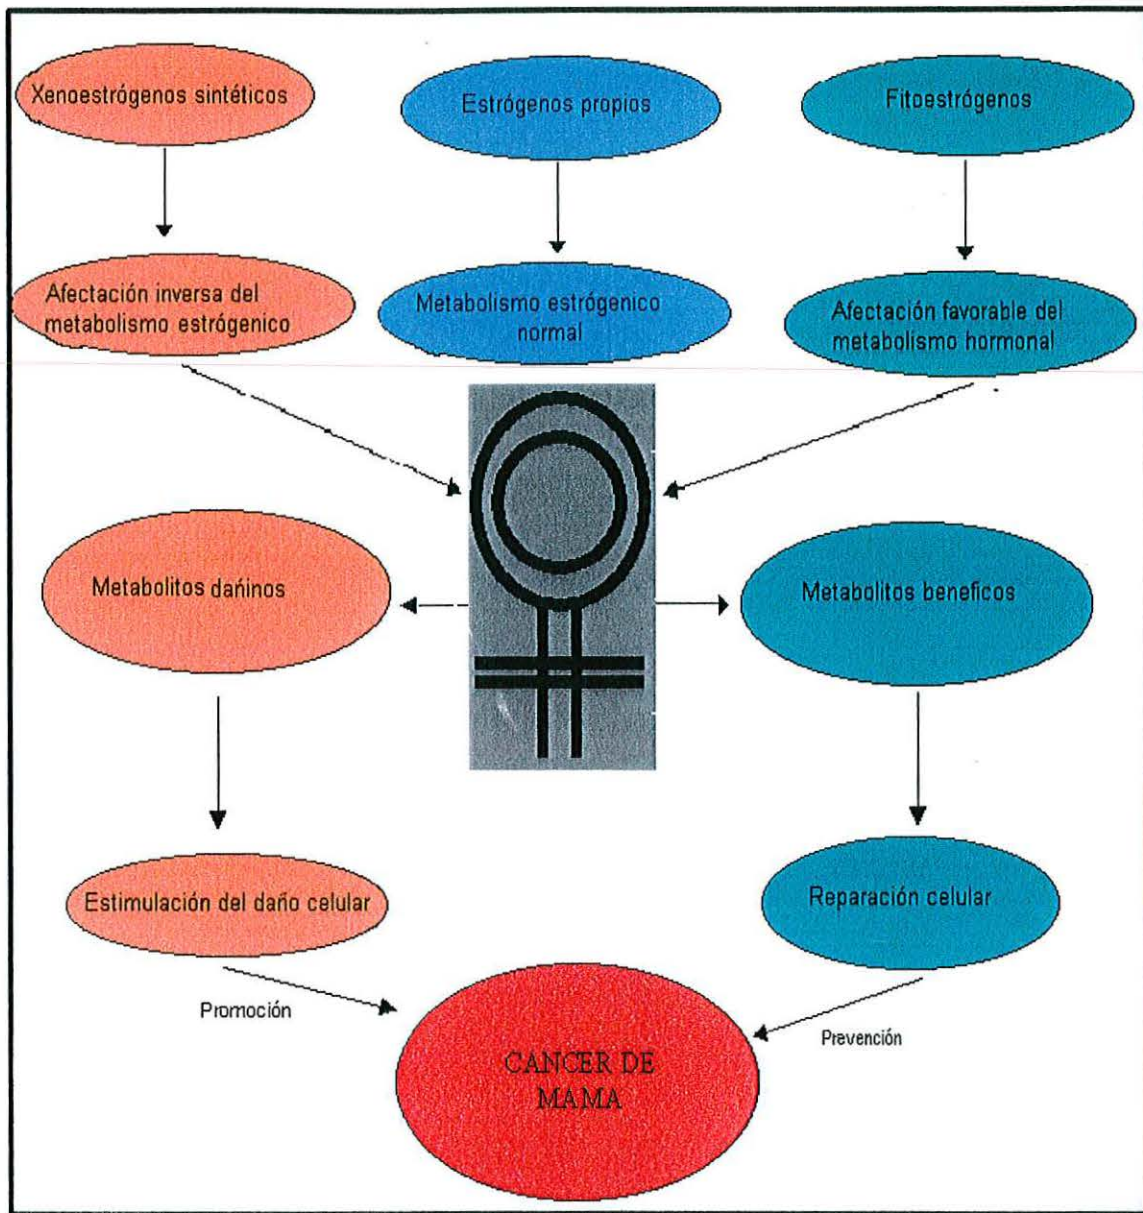 Xenoestrógenos sintéticos
Estrógenos propios
Fitoestrógenos
Afectación inversa del
metabolismo estrógenico
Metabolismo estrógenico
normal
Afectación favorable del
metabolismo hormonal
Metabolitos dańinos
Metabolitos beneficos
Estimulación del daño celular
Reparación celular
Promoción
Prevención
CANCER DE
MAMA